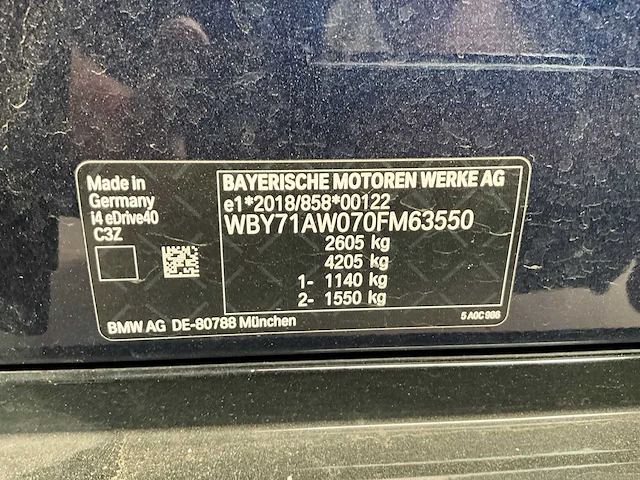 Made in
Germany
i4 eDrive40
C3Z
BAYERISCHE MOTOREN WERKE AG
e1*2018/858*00122
WBY71AW070FM63550
2605 kg
4205 kg
1- 1140 kg
2- 1550 kg
BMW AG DE-80788 München
5 A0C 986